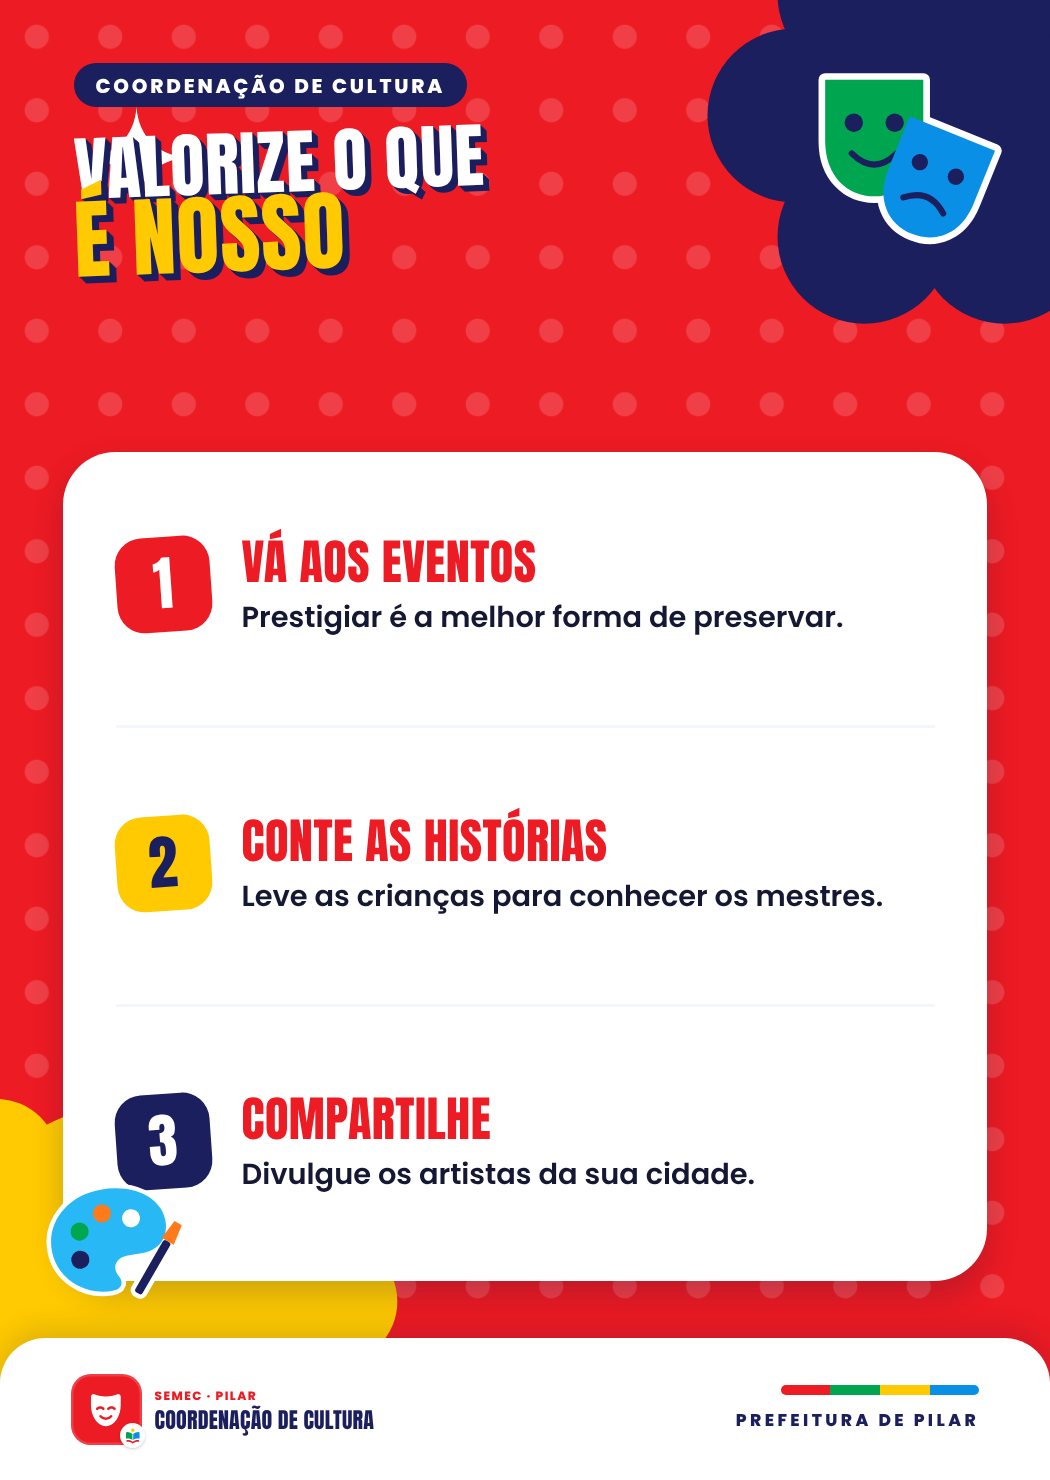 COORDENAÇÃO DE CULTURA
VALORIZE O QUE
É NOSSO
1
VÁ AOS EVENTOS
Prestigiar é a melhor forma de preservar.
2
CONTE AS HISTÓRIAS
Leve as crianças para conhecer os mestres.
3
COMPARTILHE
Divulgue os artistas da sua cidade.
SEMEC · PILAR
COORDENAÇÃO DE CULTURA
PREFEITURA DE PILAR